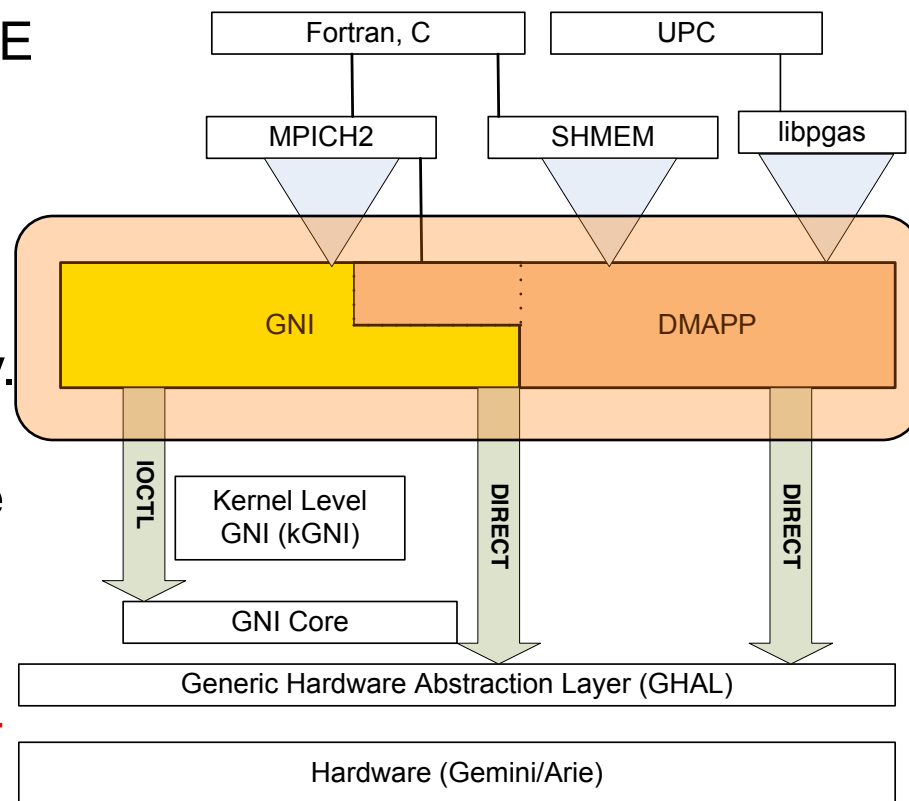 E
Fortran, C
UPC
MPICH2
SHMEM
libpgas
GNI
DMAPP
y.
IOCTL
Kernel Level
GNI (kGNI)
DIRECT
DIRECT
e
GNI Core
Generic Hardware Abstraction Layer (GHAL)
Hardware (Gemini/Arie)